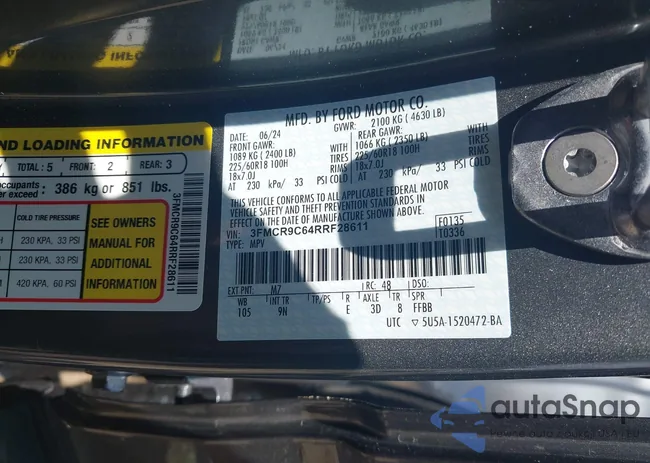 ND LOADING INFORMATION
Y TOTAL: 5 FRONT: 2 REAR: 3
occupants
er exceed: 386 kg or 851 lbs.
COLD TIRE PRESSURE
H 230 KPA, 33 PSI
230 KPA, 33 PSI
M 420 KPA, 60 PSI
SEE OWNERS
MANUAL FOR
ADDITIONAL
INFORMATION
3FMCR9C64RRF28611
MFD. BY FORD MOTOR CO.
DATE: 06/24 GVWR: 2100 KG ( 4630 LB)
FRONT GAWR: REAR GAWR:
1089 KG ( 2400 LB) 1066 KG ( 2350 LB) WITH
225/60R18 100H TIRES 225/60R18 100H TIRES
18x7.0J RIMS 18x7.0J RIMS
AT 230 kPa/ 33 PSI COLD AT 230 kPa/ 33 PSI COLD
THIS VEHICLE CONFORMS TO ALL APPLICABLE FEDERAL MOTOR
VEHICLE SAFETY AND THEFT PREVENTION STANDARDS IN
EFFECT ON THE DATE OF MANUFACTURE SHOWN ABOVE.
VIN: 3FMCR9C64RRF28611 F0135
TYPE: MPV T0336
EXT PNT: M7 RC: 48 DSO:
WB INT TR TP/PS R AXLE TR SPR
105 9N E 3D 8 FFBB
UTC ▽ 5U5A-1520472-BA
autoSnap